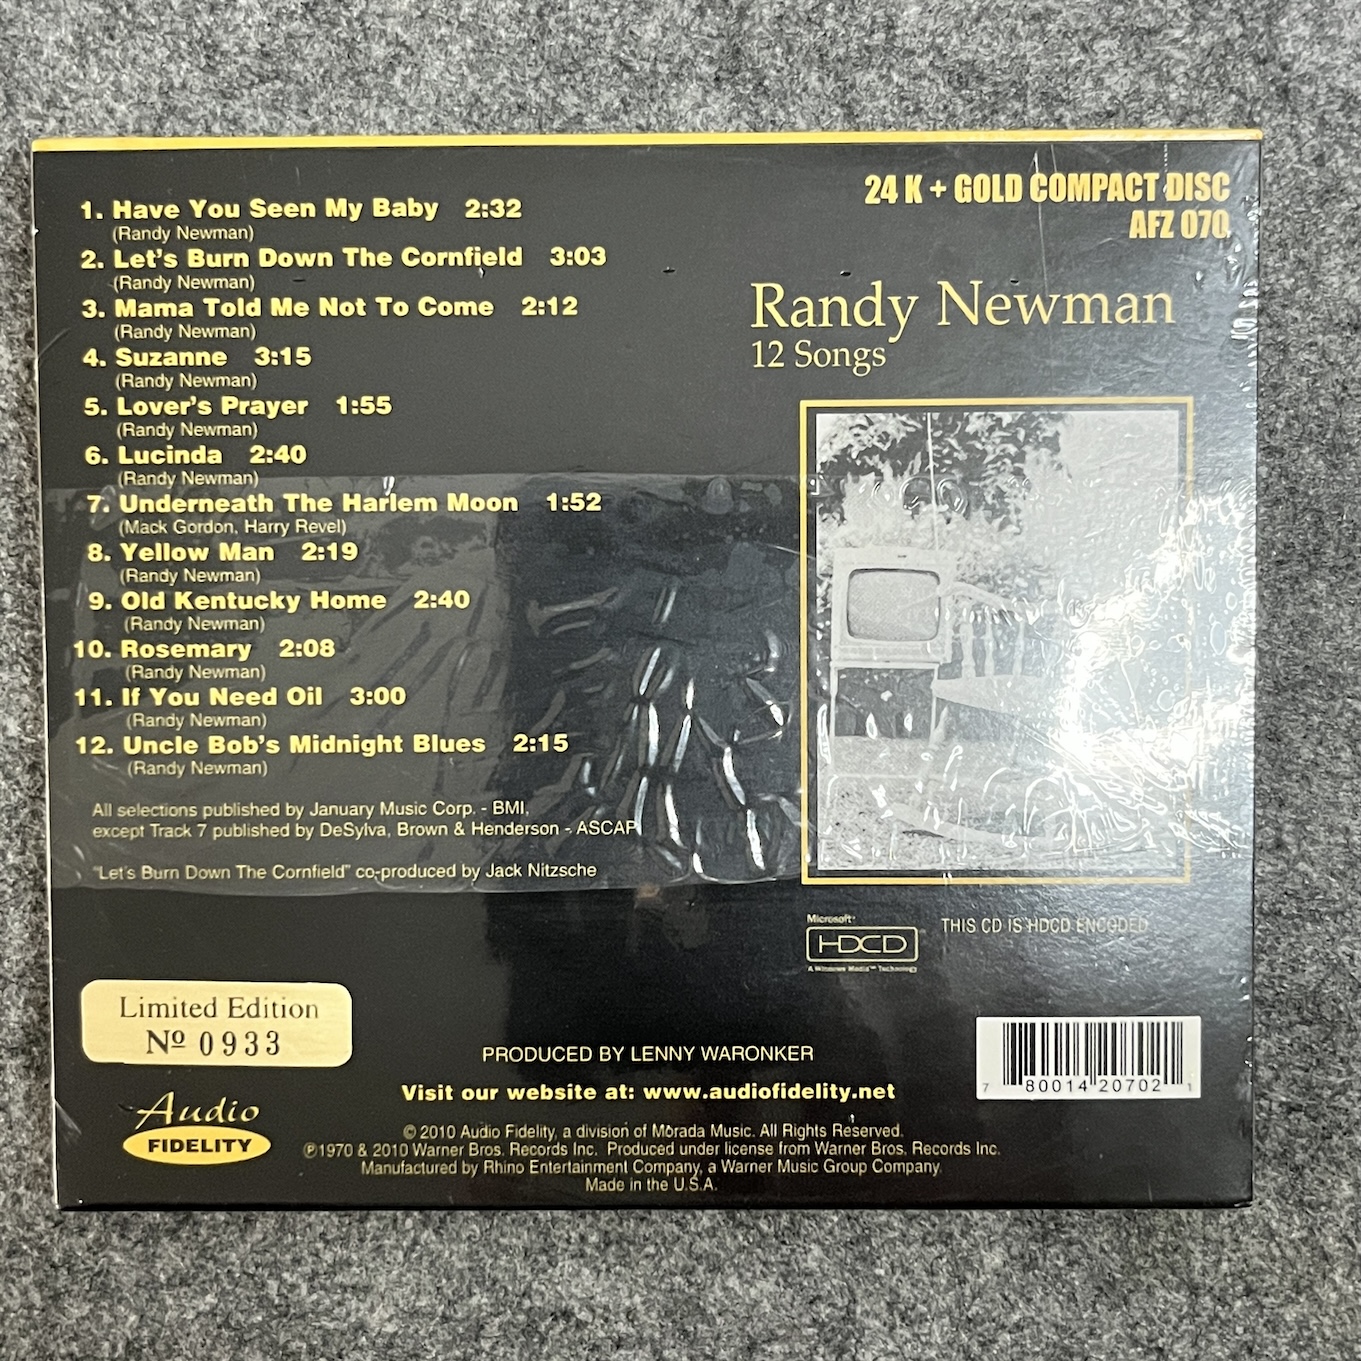 24 K + GOLD COMPACT DISC
AFZ 070
1. Have You Seen My Baby 2:32
(Randy Newman)
2. Let's Burn Down The Cornfield 3:03
(Randy Newman)
3. Mama Told Me Not To Come 2:12
(Randy Newman)
4. Suzanne 3:15
(Randy Newman)
5. Lover's Prayer 1:55
(Randy Newman)
6. Lucinda 2:40
(Randy Newman)
7. Underneath The Harlem Moon 1:52
(Mack Gordon, Harry Revel)
8. Yellow Man 2:19
(Randy Newman)
9. Old Kentucky Home 2:40
(Randy Newman)
10. Rosemary 2:08
(Randy Newman)
11. If You Need Oil 3:00
(Randy Newman)
12. Uncle Bob's Midnight Blues 2:15
(Randy Newman)
All selections published by January Music Corp. - BMI,
except Track 7 published by DeSylva, Brown & Henderson - ASCAP
"Let's Burn Down The Cornfield" co-produced by Jack Nitzsche
Randy Newman
12 Songs
Microsoft®
HDCD
A Windows Media™ Technology
THIS CD IS HDCD ENCODED
Limited Edition
Nº 0933
Audio
FIDELITY
PRODUCED BY LENNY WARONKER
Visit our website at: www.audiofidelity.net
© 2010 Audio Fidelity, a division of Morada Music. All Rights Reserved.
℗1970 & 2010 Warner Bros. Records Inc. Produced under license from Warner Bros. Records Inc.
Manufactured by Rhino Entertainment Company, a Warner Music Group Company.
Made in the U.S.A.
7 80014 20702 1